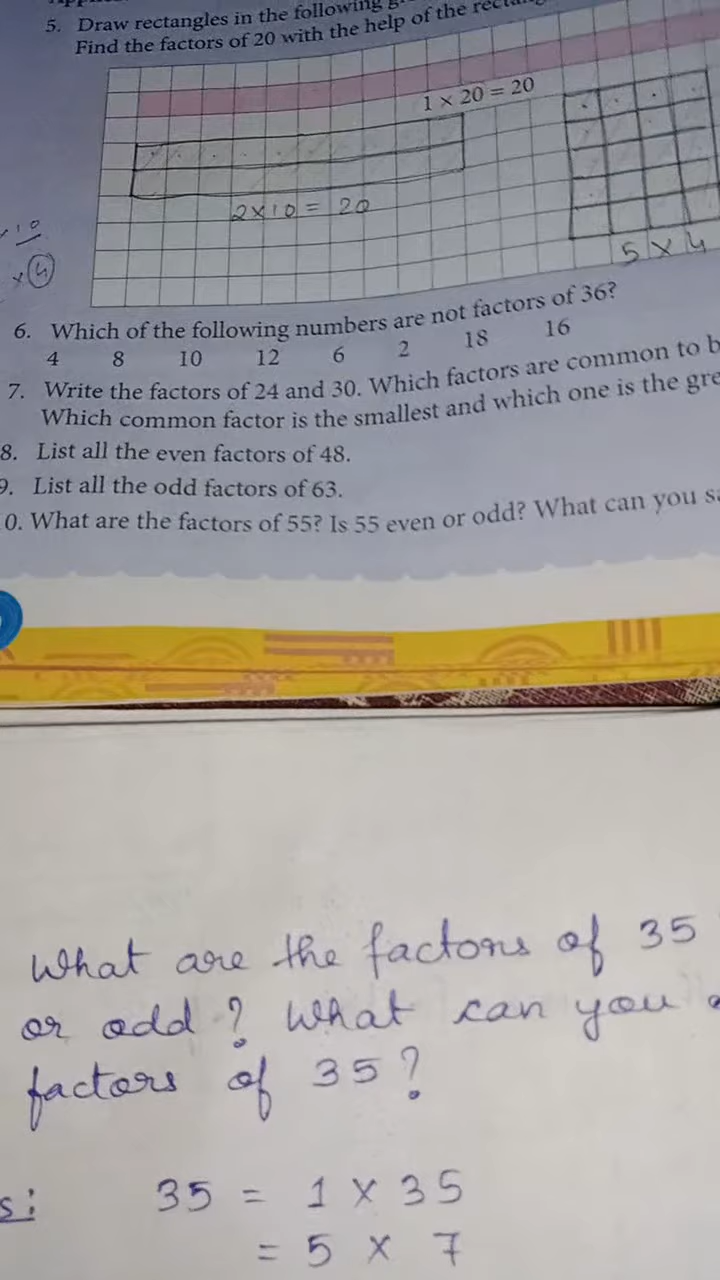 5. Draw rectangles in the following
Find the factors of 20 with the help of the
1 × 20 = 20
2×10 = 20
5 × 4
×4
6. Which of the following numbers are not factors of 36?
4 8 10 12 6 2 18 16
7. Write the factors of 24 and 30. Which factors are common to b
Which common factor is the smallest and which one is the gre
8. List all the even factors of 48.
9. List all the odd factors of 63.
0. What are the factors of 55? Is 55 even or odd? What can you sa
What are the factors of 35
or odd? What can you
factors of 35?
s:
35 = 1 × 35
= 5 × 7